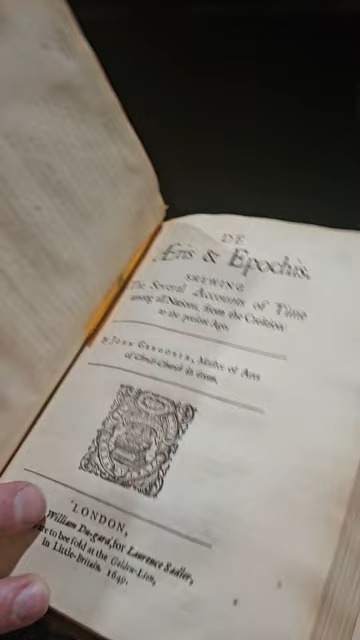 DE
Æris & Epochis.
SHEWING
The Several Accounts of Time
among all Nations, from the Creation
to the present Age.
By JOHN GREGORIE, Master of Arts
of Christ-Church in Oxon.
LONDON,
William Du-gard, for Laurence Sadler,
are to bee sold at the Golden-Lion,
in Little-Britain, 1649.